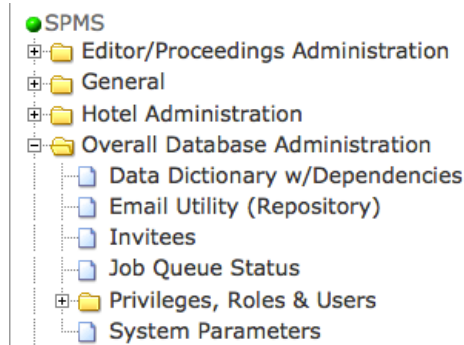 SPMS
Editor/Proceedings Administration
General
Hotel Administration
Overall Database Administration
Data Dictionary w/Dependencies
Email Utility (Repository)
Invitees
Job Queue Status
Privileges, Roles & Users
System Parameters